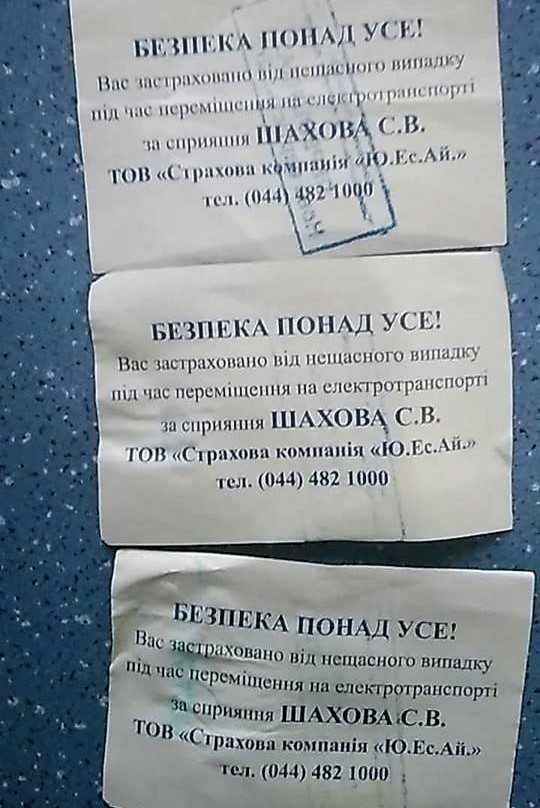 БЕЗПЕКА ПОНАД УСЕ!
Вас застраховано від нещасного випадку
під час переміщення на електротранспорті
за сприяння ШАХОВА С.В.
ТОВ «Страхова компанія «Ю.Ес.Ай.»
тел. (044) 482 1000
БЕЗПЕКА ПОНАД УСЕ!
Вас застраховано від нещасного випадку
під час переміщення на електротранспорті
за сприяння ШАХОВА С.В.
ТОВ «Страхова компанія «Ю.Ес.Ай.»
тел. (044) 482 1000
БЕЗПЕКА ПОНАД УСЕ!
Вас застраховано від нещасного випадку
під час переміщення на електротранспорті
за сприяння ШАХОВА С.В.
ТОВ «Страхова компанія «Ю.Ес.Ай.»
тел. (044) 482 1000